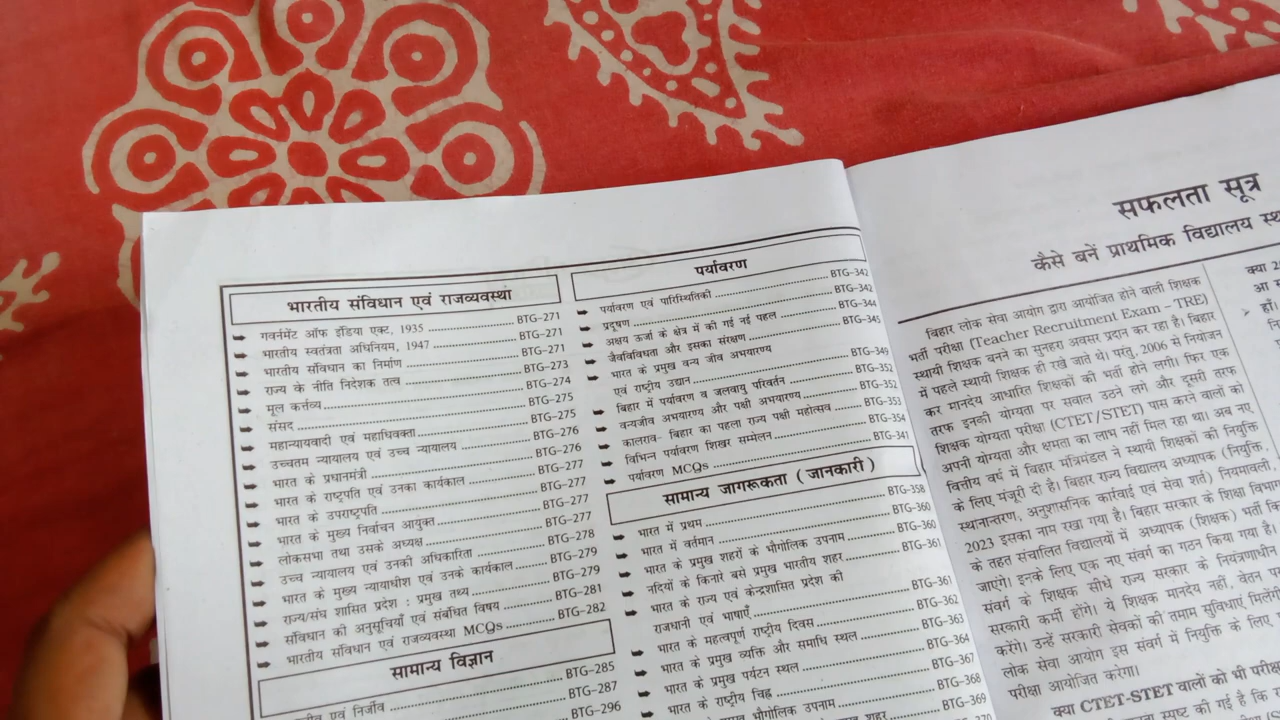 भारतीय संविधान एवं राजव्यवस्था
गवर्नमेंट ऑफ इंडिया एक्ट, 1935 BTG-271
भारतीय स्वतंत्रता अधिनियम, 1947 BTG-271
भारतीय संविधान का निर्माण BTG-271
राज्य के नीति निदेशक तत्व BTG-273
मूल कर्त्तव्य BTG-274
संसद BTG-275
महान्यायवादी एवं महाधिवक्ता BTG-275
उच्चतम न्यायालय एवं उच्च न्यायालय BTG-276
भारत के प्रधानमंत्री BTG-276
भारत के राष्ट्रपति एवं उनका कार्यकाल BTG-277
भारत के उपराष्ट्रपति BTG-277
भारत के मुख्य निर्वाचन आयुक्त BTG-277
लोकसभा तथा उसके अध्यक्ष BTG-277
उच्च न्यायालय एवं उनकी अधिकारिता BTG-278
भारत के मुख्य न्यायाधीश एवं उनके कार्यकाल BTG-279
राज्य/संघ शासित प्रदेश : प्रमुख तथ्य BTG-279
संविधान की अनुसूचियाँ एवं संबंधित विषय BTG-281
भारतीय संविधान एवं राजव्यवस्था MCQs BTG-282
सामान्य विज्ञान
एवं निर्जीव BTG-285
BTG-287
BTG-296
पर्यावरण
पर्यावरण एवं पारिस्थितिकी BTG-342
प्रदूषण BTG-342
अक्षय ऊर्जा के क्षेत्र में की गई नई पहल BTG-344
जैवविविधता और इसका संरक्षण BTG-345
भारत के प्रमुख वन्य जीव अभयारण्य
एवं राष्ट्रीय उद्यान BTG-349
बिहार में पर्यावरण व जलवायु परिवर्तन BTG-352
वन्यजीव अभयारण्य और पक्षी अभयारण्य BTG-352
कालराव- बिहार का पहला राज्य पक्षी महोत्सव BTG-353
विभिन्न पर्यावरण शिखर सम्मेलन BTG-354
पर्यावरण MCQs BTG-341
सामान्य जागरूकता ( जानकारी )
भारत में प्रथम BTG-358
भारत में वर्तमान BTG-360
भारत के प्रमुख शहरों के भौगोलिक उपनाम BTG-360
नदियों के किनारे बसे प्रमुख भारतीय शहर BTG-361
भारत के राज्य एवं केन्द्रशासित प्रदेश की
राजधानी एवं भाषाएँ BTG-361
भारत के महत्वपूर्ण राष्ट्रीय दिवस BTG-362
भारत के प्रमुख व्यक्ति और समाधि स्थल BTG-363
भारत के प्रमुख पर्यटन स्थल BTG-364
भारत के राष्ट्रीय चिह्न BTG-367
भौगोलिक उपनाम BTG-368
शहर BTG-369
सफलता सूत्र
कैसे बनें प्राथमिक विद्यालय
बिहार लोक सेवा आयोग द्वारा आयोजित होने वाली शिक्षक
भर्ती परीक्षा (Teacher Recruitment Exam – TRE)
स्थायी शिक्षक बनने का सुनहरा अवसर प्रदान कर रहा है। बिहार
में पहले स्थायी शिक्षक ही रखे जाते थे। परंतु, 2006 से नियोजन
कर मानदेय आधारित शिक्षकों की भर्ती होने लगी। फिर एक
तरफ इनकी योग्यता पर सवाल उठने लगे और दूसरी तरफ
शिक्षक योग्यता परीक्षा (CTET/STET) पास करने वालों को
अपनी योग्यता और क्षमता का लाभ नहीं मिल रहा था। अब नए
वित्तीय वर्ष में बिहार मंत्रिमंडल ने स्थायी शिक्षकों की नियुक्ति
के लिए मंजूरी दी है। बिहार राज्य विद्यालय अध्यापक (नियुक्ति,
स्थानान्तरण, अनुशासनिक कार्रवाई एवं सेवा शर्त) नियमावली,
2023 इसका नाम रखा गया है। बिहार सरकार के शिक्षा विभाग
के तहत संचालित विद्यालयों में अध्यापक (शिक्षक) भर्ती
जाएंगे। इनके लिए एक नए संवर्ग का गठन किया गया है।
संवर्ग के शिक्षक सीधे राज्य सरकार के नियंत्रणाधीन
सरकारी कर्मी होंगे। ये शिक्षक मानदेय नहीं, वेतन
करेंगे। उन्हें सरकारी सेवकों की तमाम सुविधाएं मिलेंगी
लोक सेवा आयोग इस संवर्ग में नियुक्ति के लिए
परीक्षा आयोजित करेगा।
क्या CTET-STET वालों को भी
स्पष्ट की गई है कि
क्या
आ
हाँ